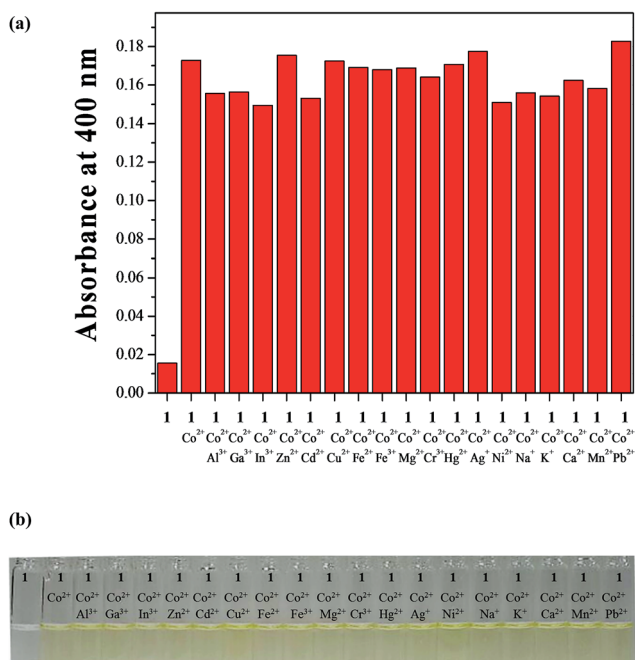 (a)
Absorbance at 400 nm
0.18
0.16
0.14
0.12
0.10
0.08
0.06
0.04
0.02
0.00
1 1 1 1 1 1 1 1 1 1 1 1 1 1 1 1 1 1 1 1
Co²⁺ Co²⁺ Co²⁺ Co²⁺ Co²⁺ Co²⁺ Co²⁺ Co²⁺ Co²⁺ Co²⁺ Co²⁺ Co²⁺ Co²⁺ Co²⁺ Co²⁺ Co²⁺ Co²⁺ Co²⁺ Co²⁺
Al³⁺ Ga³⁺ In³⁺ Zn²⁺ Cd²⁺ Cu²⁺ Fe²⁺ Fe³⁺ Mg²⁺ Cr³⁺ Hg²⁺ Ag⁺ Ni²⁺ Na⁺ K⁺ Ca²⁺ Mn²⁺ Pb²⁺
(b)
1 1 1 1 1 1 1 1 1 1 1 1 1 1 1 1 1 1 1 1
Co²⁺ Co²⁺ Co²⁺ Co²⁺ Co²⁺ Co²⁺ Co²⁺ Co²⁺ Co²⁺ Co²⁺ Co²⁺ Co²⁺ Co²⁺ Co²⁺ Co²⁺ Co²⁺ Co²⁺ Co²⁺ Co²⁺
Al³⁺ Ga³⁺ In³⁺ Zn²⁺ Cd²⁺ Cu²⁺ Fe²⁺ Fe³⁺ Mg²⁺ Cr³⁺ Hg²⁺ Ag⁺ Ni²⁺ Na⁺ K⁺ Ca²⁺ Mn²⁺ Pb²⁺